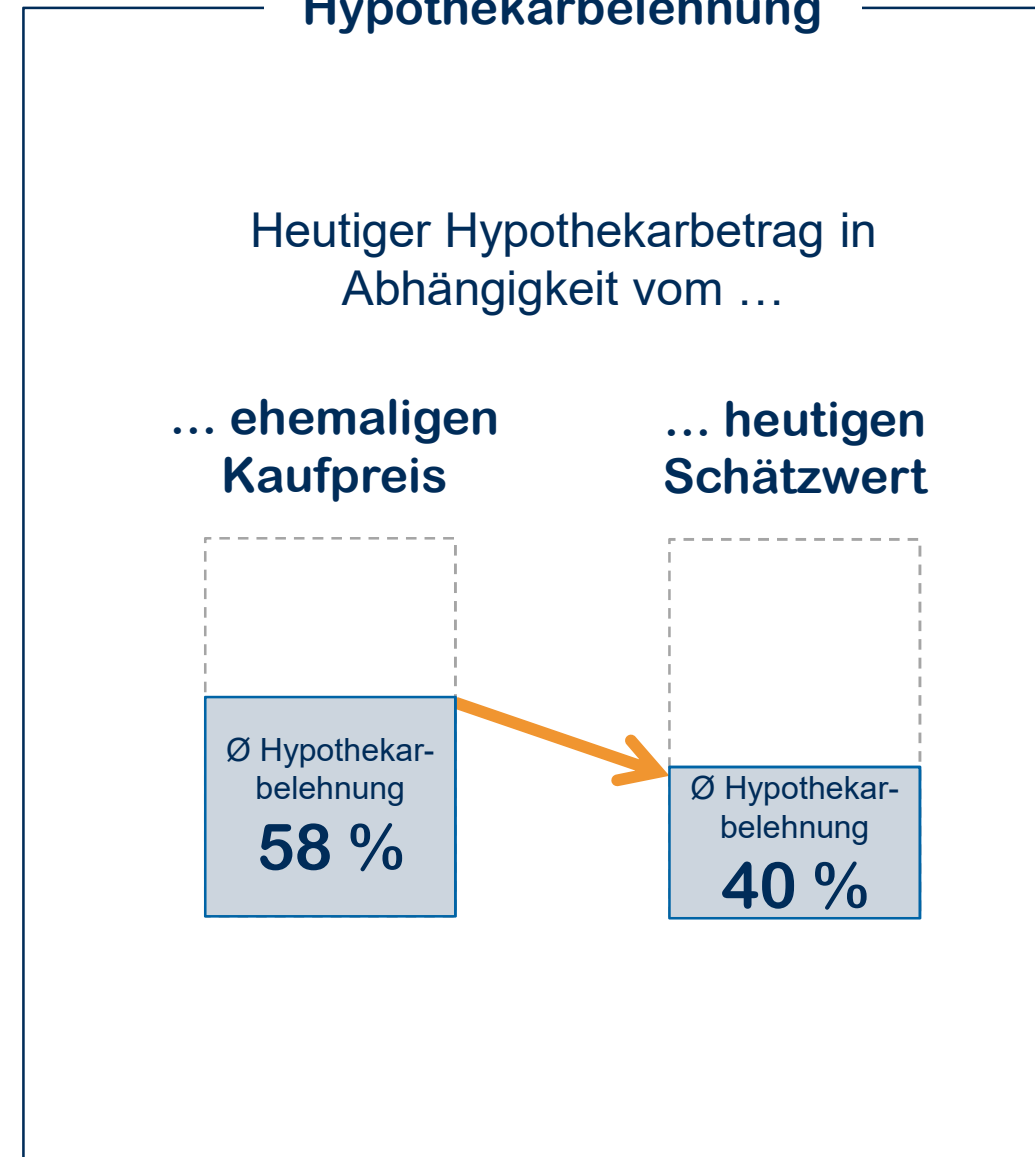 Hypothekarbelehnung
Heutiger Hypothekarbetrag in
Abhängigkeit vom …
… ehemaligen
Kaufpreis
… heutigen
Schätzwert
Ø Hypothekar-
belehnung
58 %
Ø Hypothekar-
belehnung
40 %